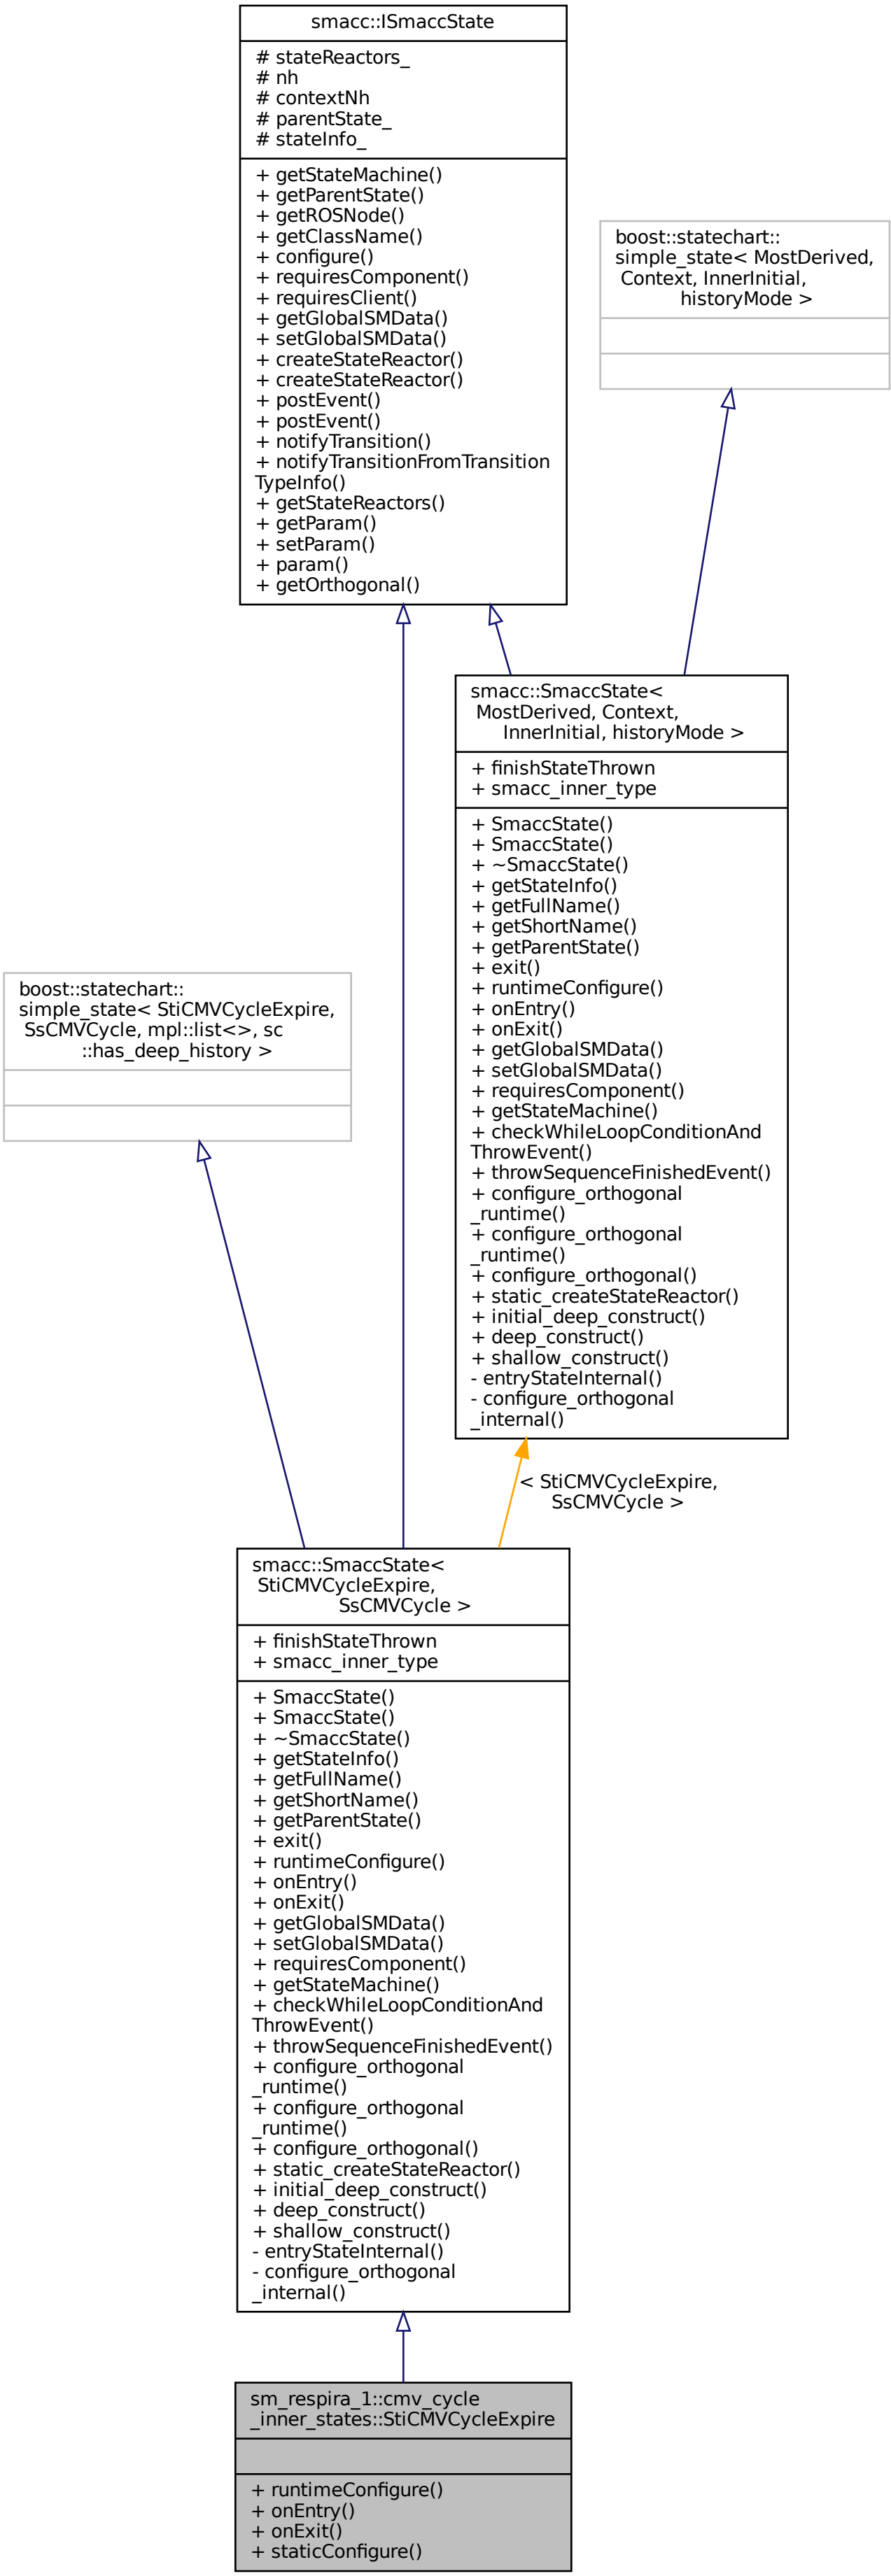 smacc::ISmaccState
# stateReactors_
# nh
# contextNh
# parentState_
# stateInfo_
+ getStateMachine()
+ getParentState()
+ getROSNode()
+ getClassName()
+ configure()
+ requiresComponent()
+ requiresClient()
+ getGlobalSMData()
+ setGlobalSMData()
+ createStateReactor()
+ createStateReactor()
+ postEvent()
+ postEvent()
+ notifyTransition()
+ notifyTransitionFromTransition
TypeInfo()
+ getStateReactors()
+ getParam()
+ setParam()
+ param()
+ getOrthogonal()
boost::statechart::
simple_state< MostDerived,
Context, InnerInitial,
historyMode >
smacc::SmaccState<
MostDerived, Context,
InnerInitial, historyMode >
+ finishStateThrown
+ smacc_inner_type
+ SmaccState()
+ SmaccState()
+ ~SmaccState()
+ getStateInfo()
+ getFullName()
+ getShortName()
+ getParentState()
+ exit()
+ runtimeConfigure()
+ onEntry()
+ onExit()
+ getGlobalSMData()
+ setGlobalSMData()
+ requiresComponent()
+ getStateMachine()
+ checkWhileLoopConditionAnd
ThrowEvent()
+ throwSequenceFinishedEvent()
+ configure_orthogonal
_runtime()
+ configure_orthogonal
_runtime()
+ configure_orthogonal()
+ static_createStateReactor()
+ initial_deep_construct()
+ deep_construct()
+ shallow_construct()
- entryStateInternal()
- configure_orthogonal
_internal()
boost::statechart::
simple_state< StiCMVCycleExpire,
SsCMVCycle, mpl::list<>, sc
::has_deep_history >
< StiCMVCycleExpire,
SsCMVCycle >
smacc::SmaccState<
StiCMVCycleExpire,
SsCMVCycle >
+ finishStateThrown
+ smacc_inner_type
+ SmaccState()
+ SmaccState()
+ ~SmaccState()
+ getStateInfo()
+ getFullName()
+ getShortName()
+ getParentState()
+ exit()
+ runtimeConfigure()
+ onEntry()
+ onExit()
+ getGlobalSMData()
+ setGlobalSMData()
+ requiresComponent()
+ getStateMachine()
+ checkWhileLoopConditionAnd
ThrowEvent()
+ throwSequenceFinishedEvent()
+ configure_orthogonal
_runtime()
+ configure_orthogonal
_runtime()
+ configure_orthogonal()
+ static_createStateReactor()
+ initial_deep_construct()
+ deep_construct()
+ shallow_construct()
- entryStateInternal()
- configure_orthogonal
_internal()
sm_respira_1::cmv_cycle
_inner_states::StiCMVCycleExpire
+ runtimeConfigure()
+ onEntry()
+ onExit()
+ staticConfigure()